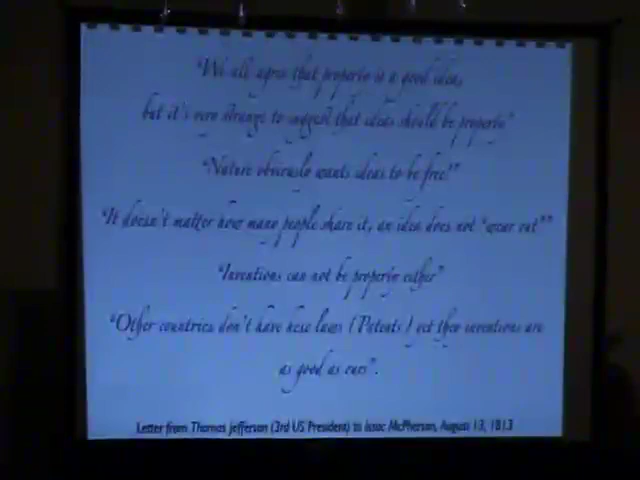 "We all agree that property is a good idea,
but it's very strange to suggest that ideas should be property"
"Nature obviously wants ideas to be free!"
"It doesn't matter how many people share it, an idea does not "wear out""
"Inventions can not be property either"
"Other countries don't have hese laws (Patents) yet their inventions are
as good as ours".
Letter from Thomas Jefferson (3rd US President) to Isaac McPherson, August 13, 1813